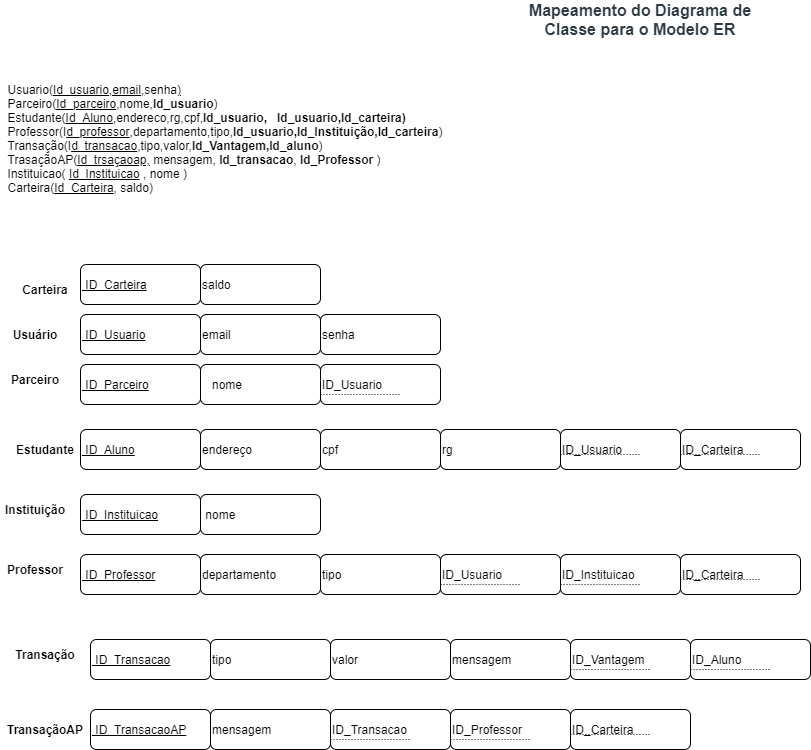 Mapeamento do Diagrama de
Classe para o Modelo ER
Usuario(Id_usuario,email,senha)
Parceiro(Id_parceiro,nome,Id_usuario)
Estudante(Id_Aluno,endereco,rg,cpf,Id_usuario, Id_usuario,Id_carteira)
Professor(Id_professor,departamento,tipo,Id_usuario,Id_Instituição,Id_carteira)
Transação(Id_transacao,tipo,valor,Id_Vantagem,Id_aluno)
TrasaçãoAP(Id_trsaçaoap, mensagem, Id_transacao, Id_Professor )
Instituicao( Id_Instituicao , nome )
Carteira(Id_Carteira, saldo)
Carteira ID_Carteira saldo
Usuário ID_Usuario email senha
Parceiro ID_Parceiro nome ID_Usuario
Estudante ID_Aluno endereço cpf rg ID_Usuario ID_Carteira
Instituição ID_Instituicao nome
Professor ID_Professor departamento tipo ID_Usuario ID_Instituicao ID_Carteira
Transação ID_Transacao tipo valor mensagem ID_Vantagem ID_Aluno
TransaçãoAP ID_TransacaoAP mensagem ID_Transacao ID_Professor ID_Carteira